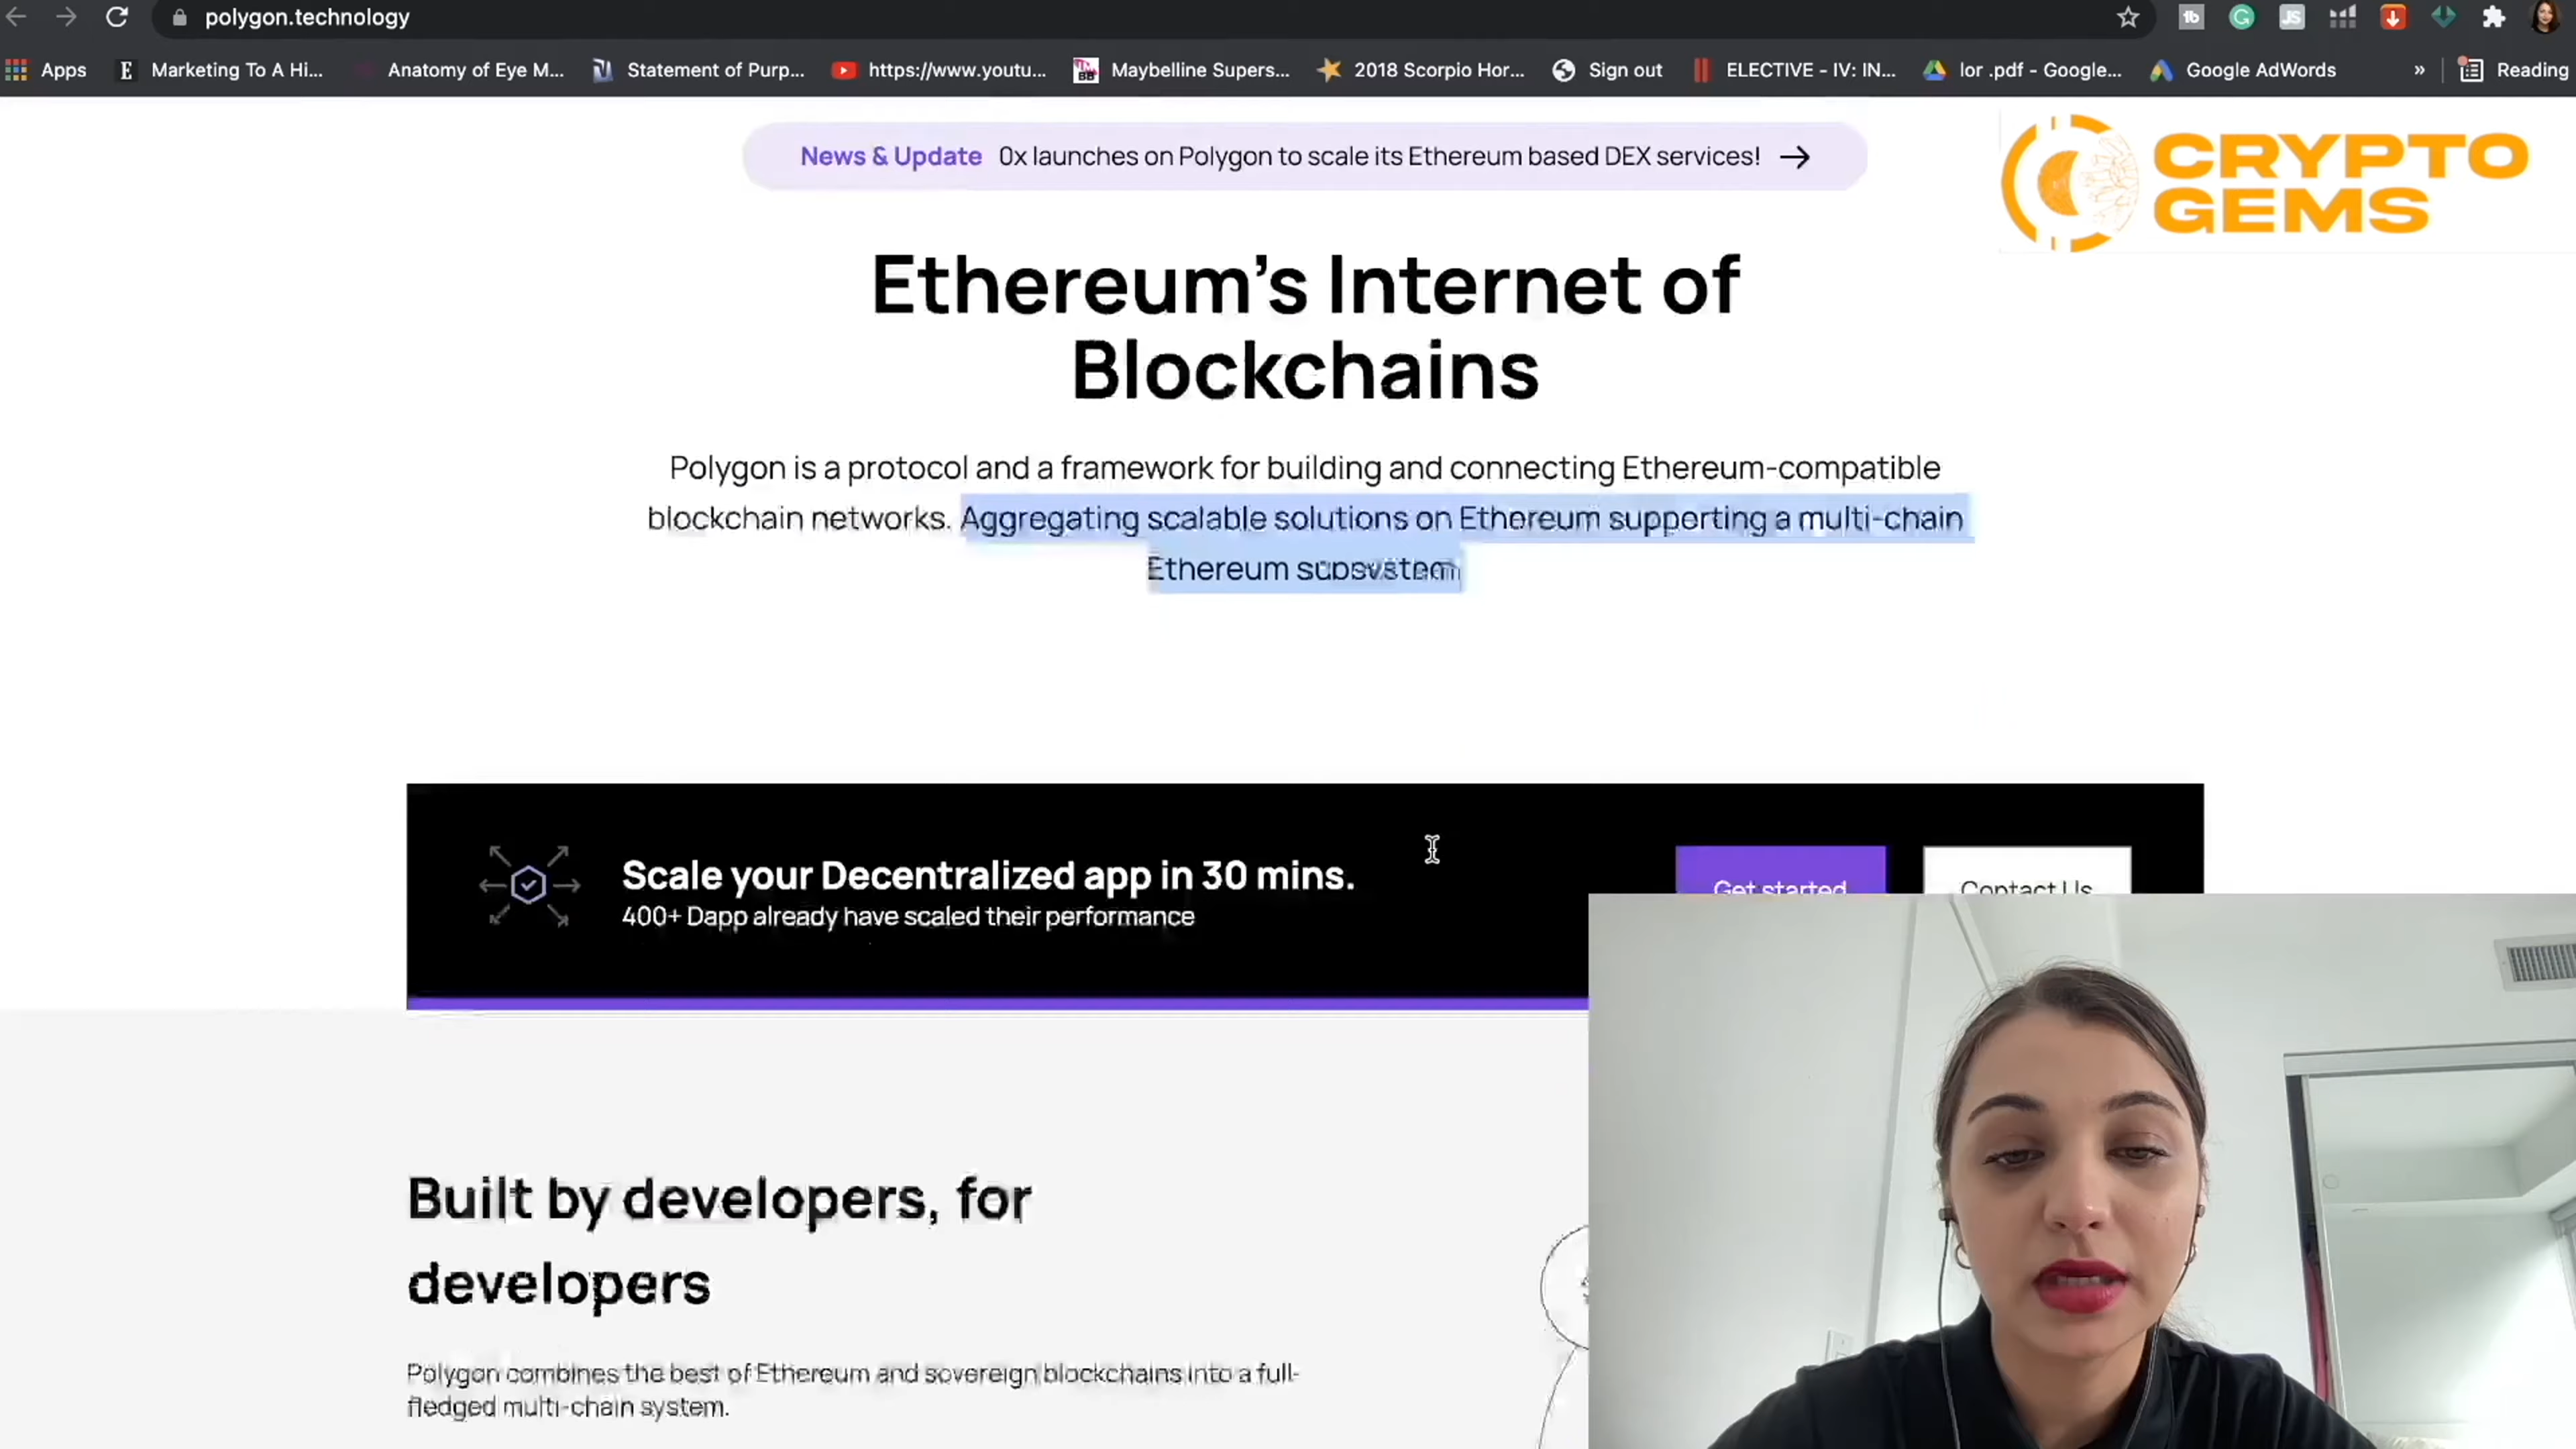 polygon.technology
Apps
Marketing To A Hi...
Anatomy of Eye M...
Statement of Purp...
https://www.youtu...
Maybelline Supers...
2018 Scorpio Hor...
Sign out
ELECTIVE - IV: IN...
lor .pdf - Google...
Google AdWords
»
Reading
News & Update 0x launches on Polygon to scale its Ethereum based DEX services! →
CRYPTO
GEMS
Ethereum’s Internet of
Blockchains
Polygon is a protocol and a framework for building and connecting Ethereum-compatible
blockchain networks. Aggregating scalable solutions on Ethereum supporting a multi-chain
Ethereum
Scale your Decentralized app in 30 mins.
400+ Dapp already have scaled their performance
Get started
Contact Us
Built by developers, for
developers
Polygon combines the best of Ethereum and sovereign blockchains into a full-
fledged multi-chain system.